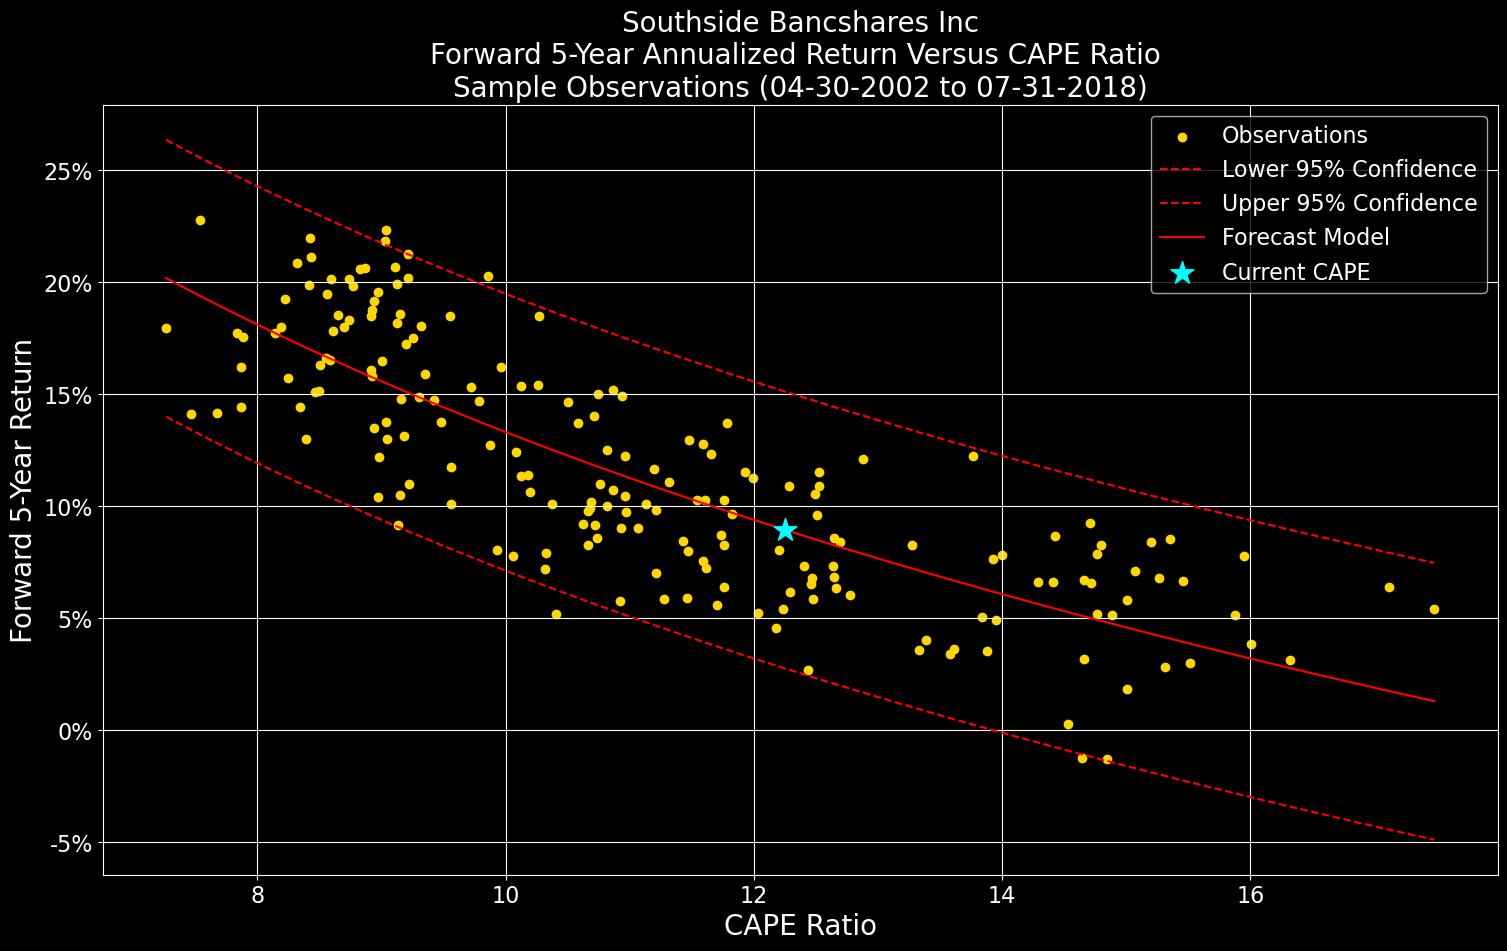 Southside Bancshares Inc
Forward 5-Year Annualized Return Versus CAPE Ratio
Sample Observations (04-30-2002 to 07-31-2018)
Observations
Lower 95% Confidence
Upper 95% Confidence
Forecast Model
Current CAPE
Forward 5-Year Return
25%
20%
15%
10%
5%
0%
-5%
8 10 12 14 16
CAPE Ratio